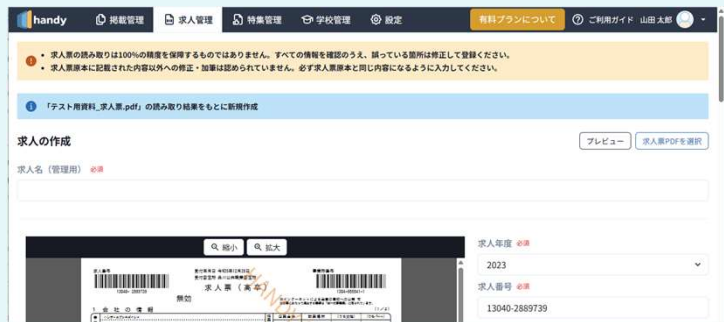 handy 掲載管理 求人管理 特集管理 学校管理 設定 有料プランについて ご利用ガイド 山田 太郎
・ 求人票の読み取りは100%の精度を保障するものではありません。すべての情報を確認のうえ、誤っている箇所は修正して登録ください。
・ 求人票原本に記載された内容以外への修正・加筆は認められていません。必ず求人票原本と同じ内容になるように入力してください。
「テスト用資料_求人票.pdf」の読み取り結果をもとに新規作成
求人の作成 プレビュー 求人票PDFを選択
求人名（管理用） 必須
縮小 拡大
求人年度 必須
2023
求人番号 必須
13040-2889739
求人票（高卒）
無効
1 会社の情報